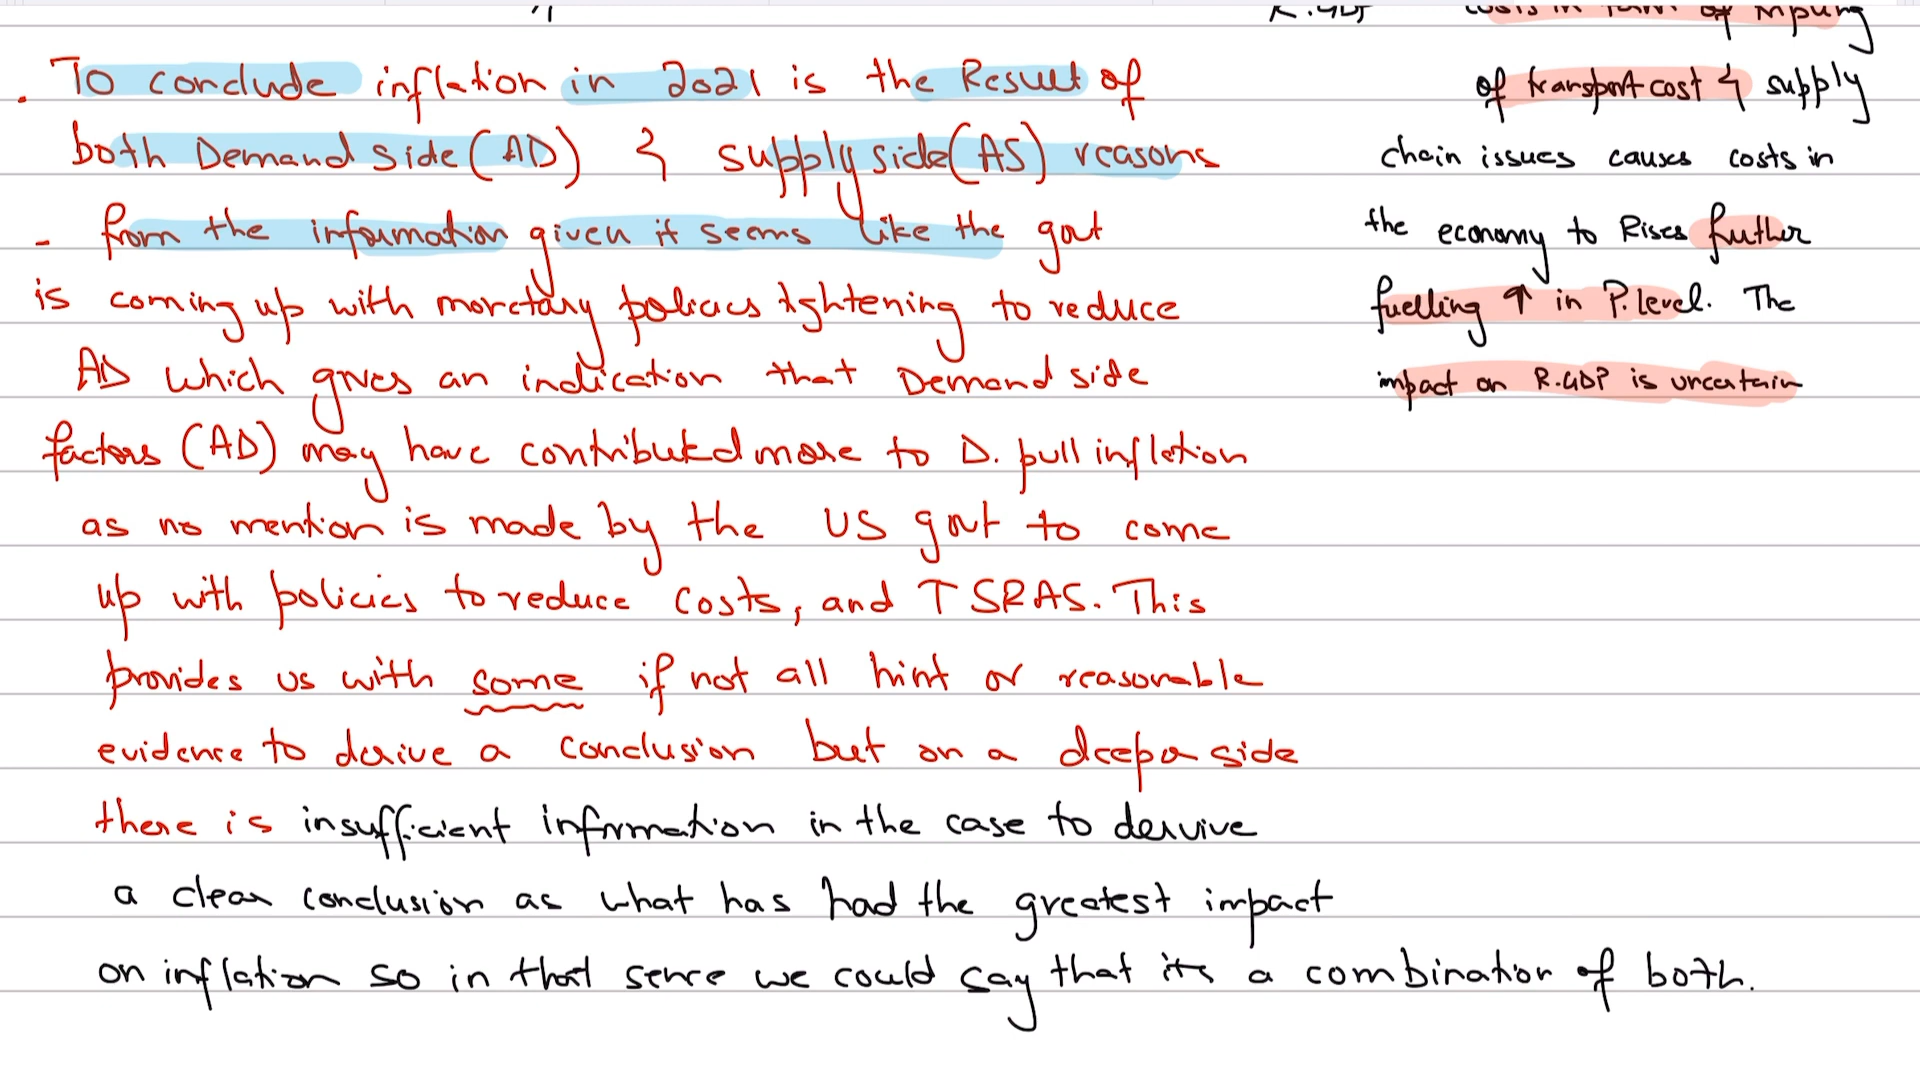 To conclude inflation in 2021 is the Result of
both Demand side (AD) & supply side (AS) reasons
- from the information given it seems like the govt
is coming up with monetary policies tightening to reduce
AD which gives an indication that Demand side
factors (AD) may have contributed more to D. pull inflation
as no mention is made by the US govt to come
up with policies to reduce costs, and ↑ SRAS. This
provides us with some if not all hint or reasonable
evidence to derive a conclusion but on a deeper side
there is insufficient information in the case to dervive
a clear conclusion as what has had the greatest impact
on inflation so in that sense we could say that its a combination of both.
R.GDP
costs in form of
of transport cost & supply
chain issues causes costs in
the economy to Rises futher
fuelling ↑ in P.level. The
impact on R.GDP is uncertain